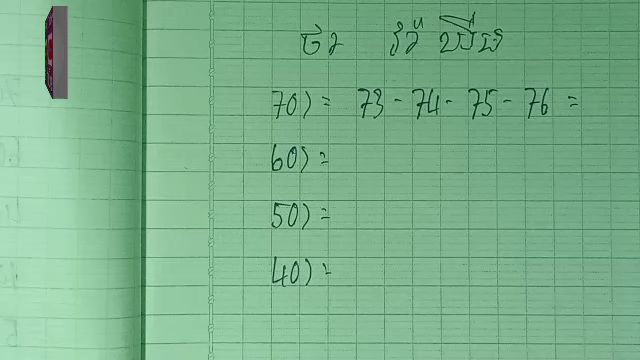 70) = 73 - 74 - 75 - 76 =
60) =
50) =
40) =